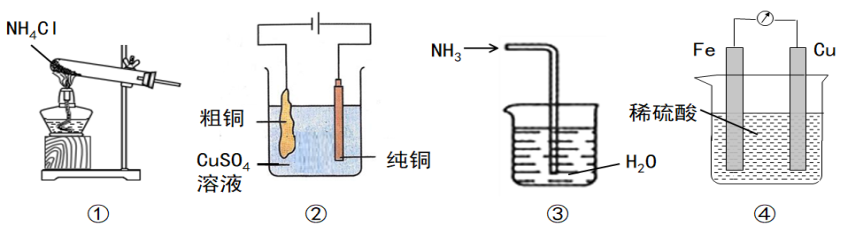 NH₄Cl
①
粗铜
CuSO₄
溶液
纯铜
②
NH₃
H₂O
③
Fe
Cu
稀硫酸
④